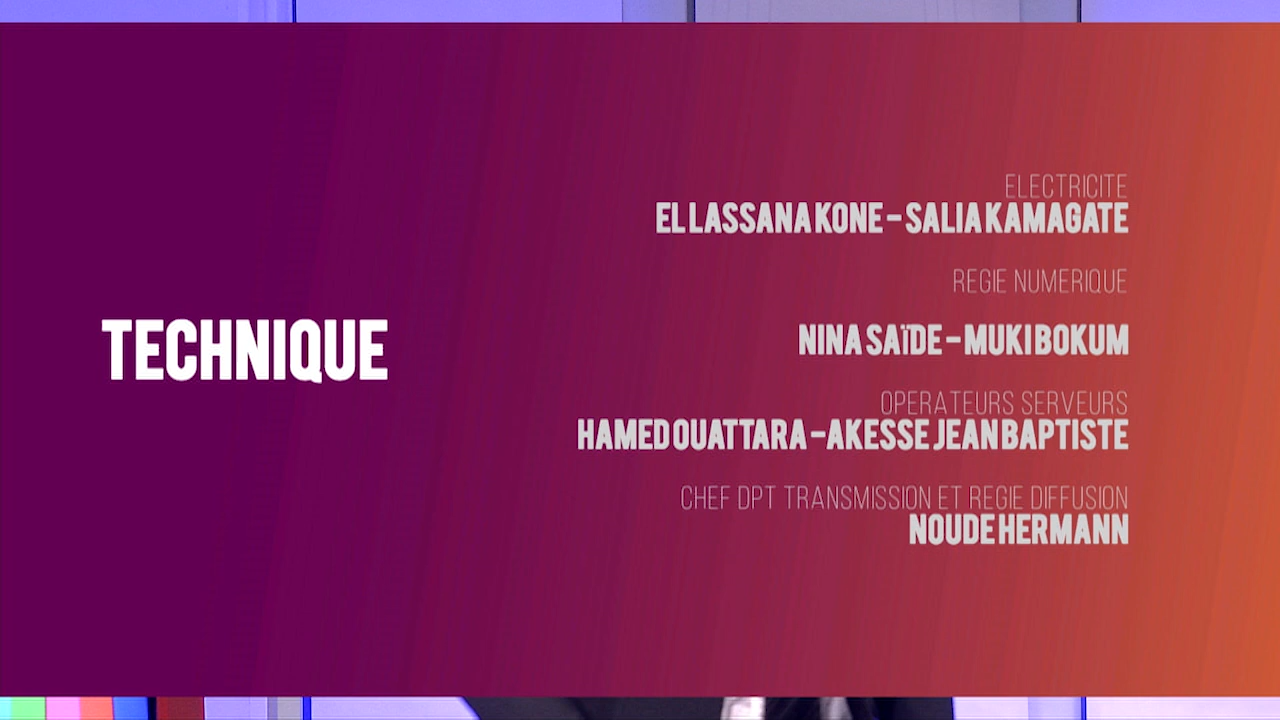 TECHNIQUE
ELECTRICITE
EL LASSANA KONE - SALIA KAMAGATE
REGIE NUMERIQUE
NINA SAïDE - MUKI BOKUM
OPERATEURS SERVEURS
HAMED OUATTARA - AKESSE JEAN BAPTISTE
CHEF DPT TRANSMISSION ET REGIE DIFFUSION
NOUDE HERMANN